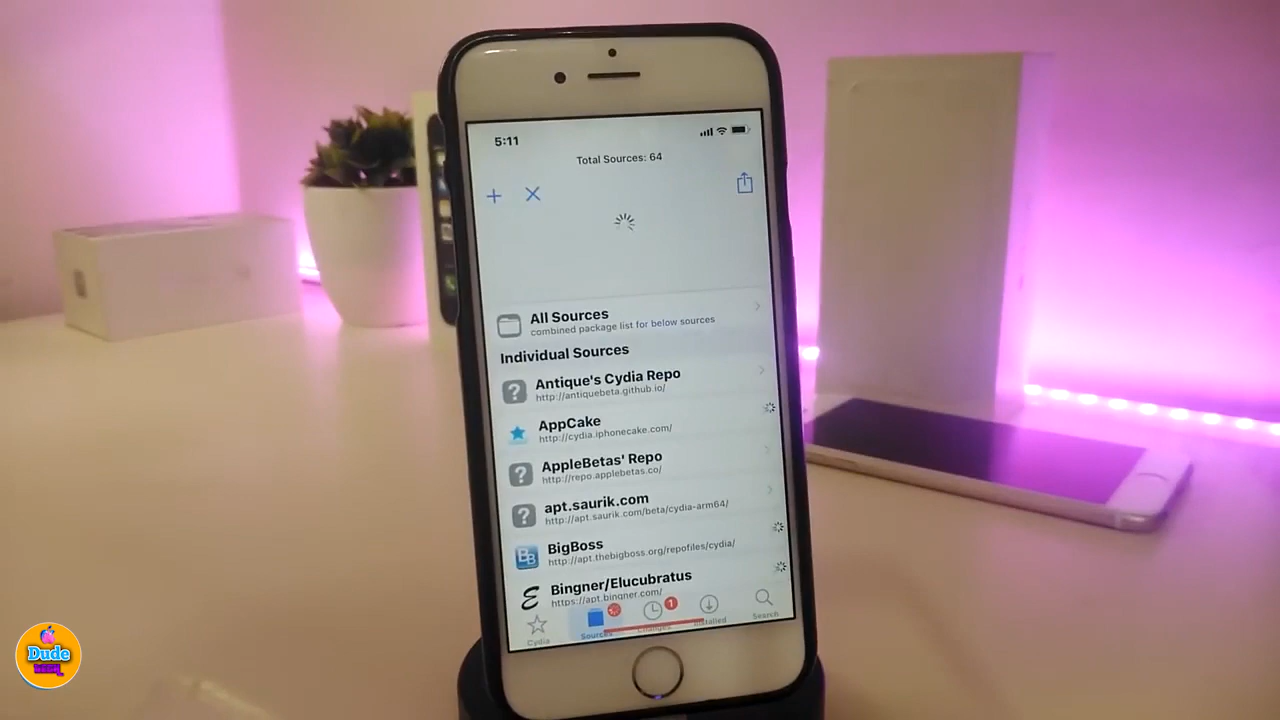 5:11
Total Sources: 64
All Sources
combined package list for below sources
Individual Sources
Antique's Cydia Repo
http://antiquebeta.github.io/
AppCake
http://cydia.iphonecake.com/
AppleBetas' Repo
http://repo.applebetas.co/
apt.saurik.com
http://apt.saurik.com/beta/cydia-arm64/
BB
BigBoss
http://apt.thebigboss.org/repofiles/cydia/
Bingner/Elucubratus
https://apt.bingner.com/
1
Cydia
Sources
Changes
Installed
Search
Dude